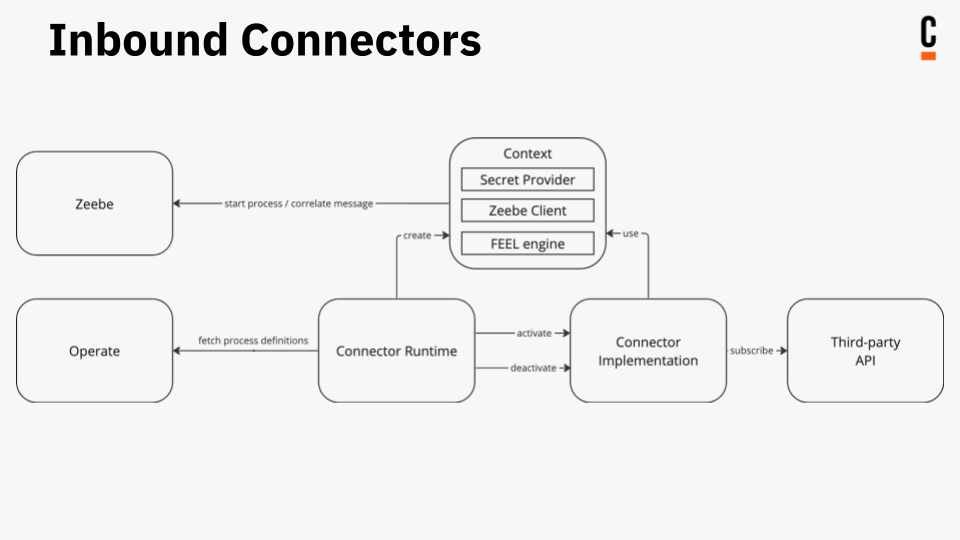 Inbound Connectors
C
Context
Secret Provider
Zeebe Client
FEEL engine
Zeebe
start process / correlate message
create
use
Operate
fetch process definitions
Connector Runtime
activate
deactivate
Connector
Implementation
subscribe
Third-party
API